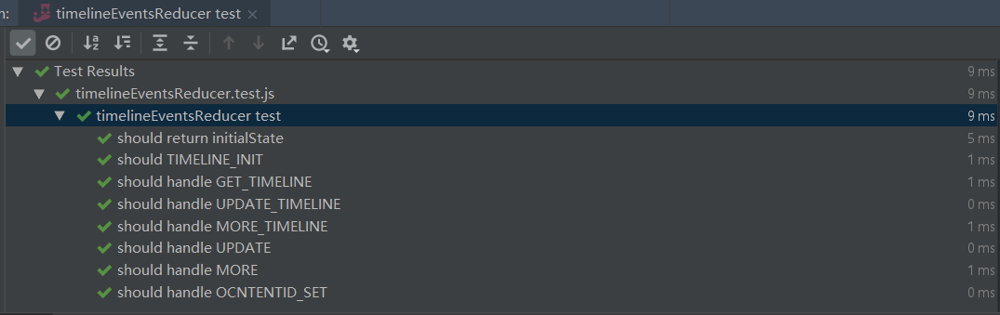 n: timelineEventsReducer test
Test Results 9 ms
timelineEventsReducer.test.js 9 ms
timelineEventsReducer test 9 ms
should return initialState 5 ms
should TIMELINE_INIT 1 ms
should handle GET_TIMELINE 1 ms
should handle UPDATE_TIMELINE 0 ms
should handle MORE_TIMELINE 1 ms
should handle UPDATE 0 ms
should handle MORE 1 ms
should handle OCNTENTID_SET 0 ms